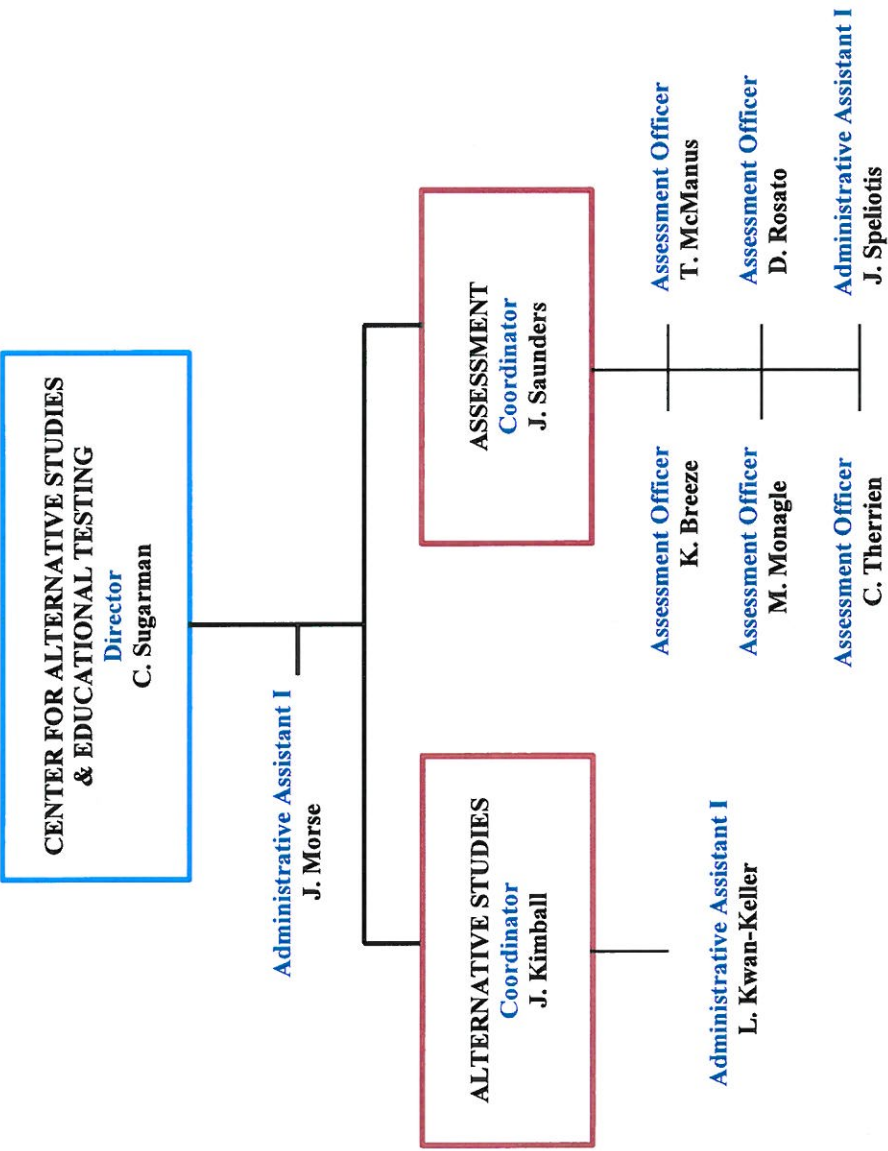 CENTER FOR ALTERNATIVE STUDIES
& EDUCATIONAL TESTING
Director
C. Sugarman
Administrative Assistant I
J. Morse
ALTERNATIVE STUDIES
Coordinator
J. Kimball
Administrative Assistant I
L. Kwan-Keller
ASSESSMENT
Coordinator
J. Saunders
Assessment Officer
K. Breeze
Assessment Officer
T. McManus
Assessment Officer
M. Monagle
Assessment Officer
D. Rosato
Assessment Officer
C. Therrien
Administrative Assistant I
J. Speliotis